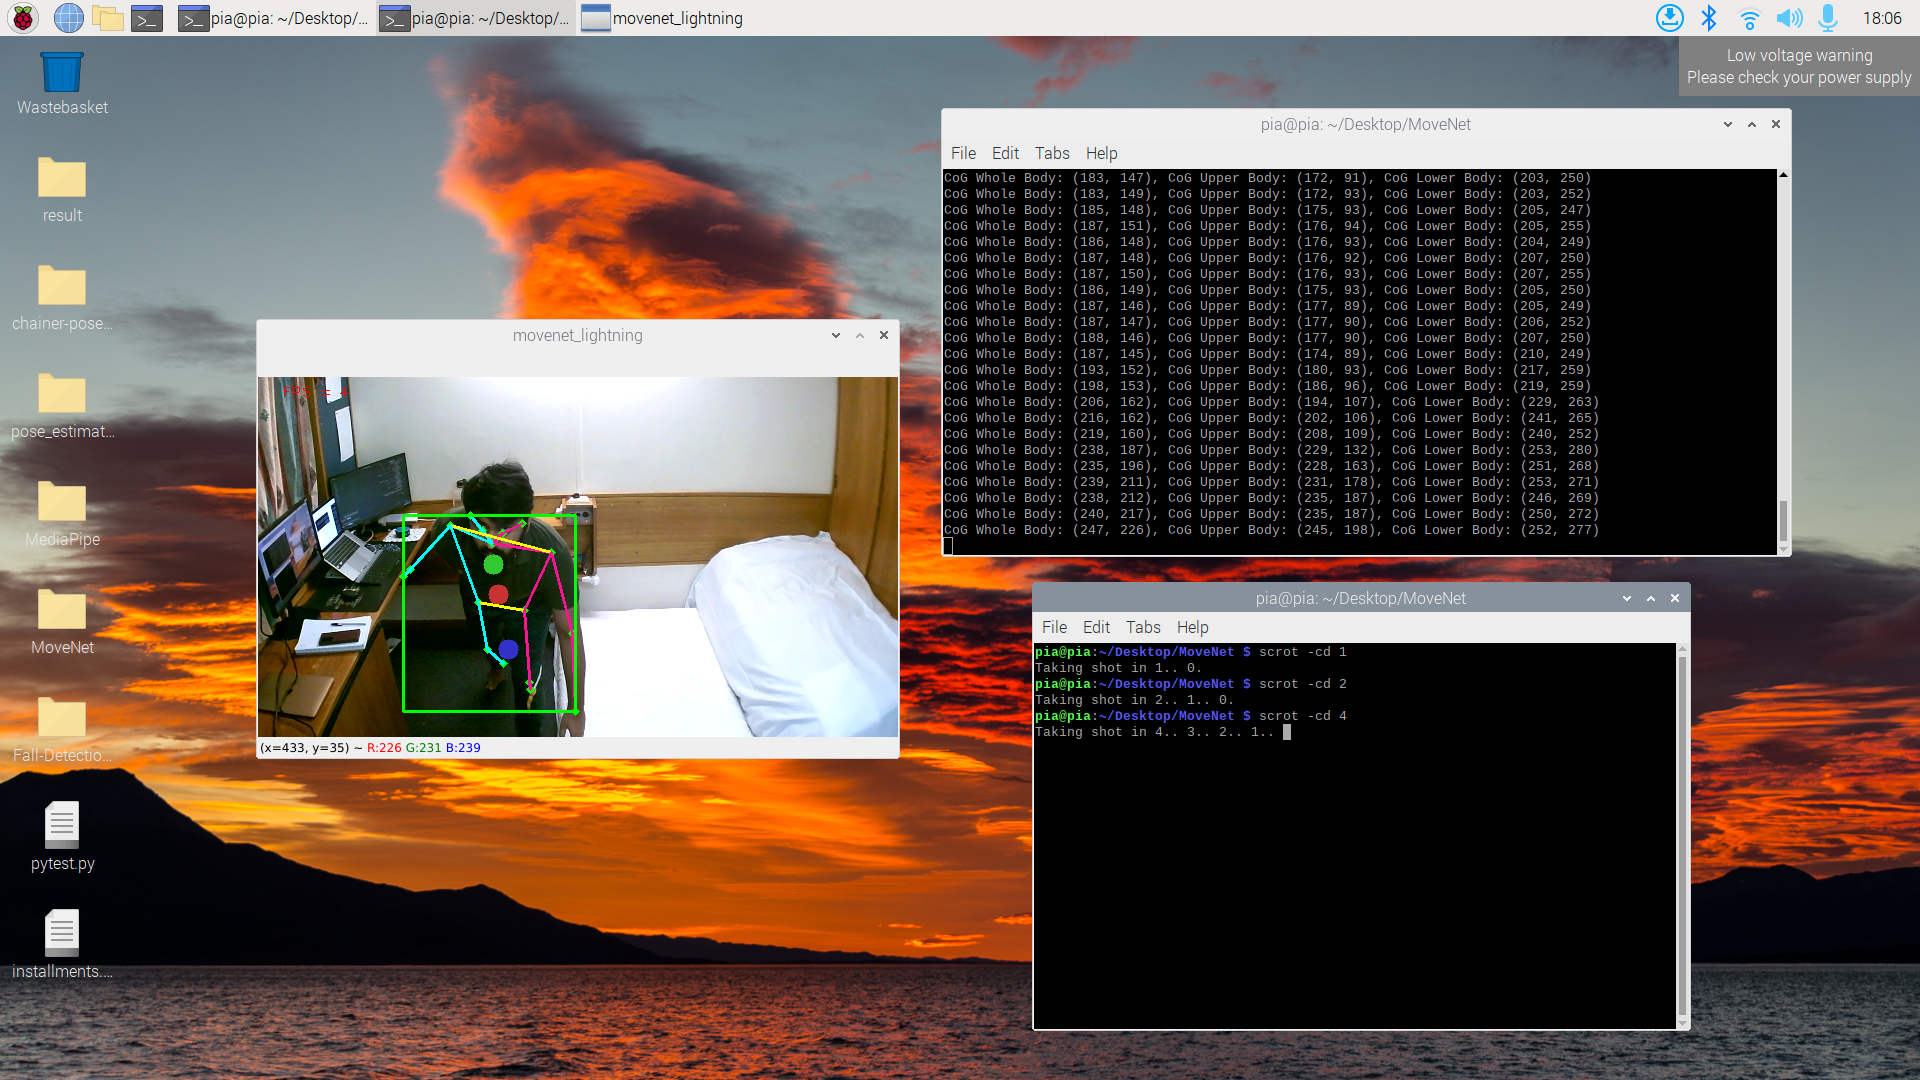 pia@pia: ~/Desktop/...
pia@pia: ~/Desktop/...
movenet_lightning
18:06
Low voltage warning
Please check your power supply
Wastebasket
result
chainer-pose...
pose_estimat...
MediaPipe
MoveNet
Fall-Detectio...
pytest.py
installments....
movenet_lightning
(x=433, y=35) ~ R:226 G:231 B:239
pia@pia: ~/Desktop/MoveNet
File Edit Tabs Help
CoG Whole Body: (183, 147), CoG Upper Body: (172, 91), CoG Lower Body: (203, 250)
CoG Whole Body: (183, 149), CoG Upper Body: (172, 93), CoG Lower Body: (203, 252)
CoG Whole Body: (185, 148), CoG Upper Body: (175, 93), CoG Lower Body: (205, 247)
CoG Whole Body: (187, 151), CoG Upper Body: (176, 94), CoG Lower Body: (205, 255)
CoG Whole Body: (186, 148), CoG Upper Body: (176, 93), CoG Lower Body: (204, 249)
CoG Whole Body: (187, 148), CoG Upper Body: (176, 92), CoG Lower Body: (207, 250)
CoG Whole Body: (187, 150), CoG Upper Body: (176, 93), CoG Lower Body: (207, 255)
CoG Whole Body: (186, 149), CoG Upper Body: (175, 93), CoG Lower Body: (205, 250)
CoG Whole Body: (187, 146), CoG Upper Body: (177, 89), CoG Lower Body: (205, 249)
CoG Whole Body: (187, 147), CoG Upper Body: (177, 90), CoG Lower Body: (206, 252)
CoG Whole Body: (188, 146), CoG Upper Body: (177, 90), CoG Lower Body: (207, 250)
CoG Whole Body: (187, 145), CoG Upper Body: (174, 89), CoG Lower Body: (210, 249)
CoG Whole Body: (193, 152), CoG Upper Body: (180, 93), CoG Lower Body: (217, 259)
CoG Whole Body: (198, 153), CoG Upper Body: (186, 96), CoG Lower Body: (219, 259)
CoG Whole Body: (206, 162), CoG Upper Body: (194, 107), CoG Lower Body: (229, 263)
CoG Whole Body: (216, 162), CoG Upper Body: (202, 106), CoG Lower Body: (241, 265)
CoG Whole Body: (219, 160), CoG Upper Body: (208, 109), CoG Lower Body: (240, 252)
CoG Whole Body: (238, 187), CoG Upper Body: (229, 132), CoG Lower Body: (253, 280)
CoG Whole Body: (235, 196), CoG Upper Body: (228, 163), CoG Lower Body: (251, 268)
CoG Whole Body: (239, 211), CoG Upper Body: (231, 178), CoG Lower Body: (253, 271)
CoG Whole Body: (238, 212), CoG Upper Body: (235, 187), CoG Lower Body: (246, 269)
CoG Whole Body: (240, 217), CoG Upper Body: (235, 187), CoG Lower Body: (250, 272)
CoG Whole Body: (247, 226), CoG Upper Body: (245, 198), CoG Lower Body: (252, 277)
pia@pia: ~/Desktop/MoveNet
File Edit Tabs Help
pia@pia:~/Desktop/MoveNet $ scrot -cd 1
Taking shot in 1.. 0.
pia@pia:~/Desktop/MoveNet $ scrot -cd 2
Taking shot in 2.. 1.. 0.
pia@pia:~/Desktop/MoveNet $ scrot -cd 4
Taking shot in 4.. 3.. 2.. 1..